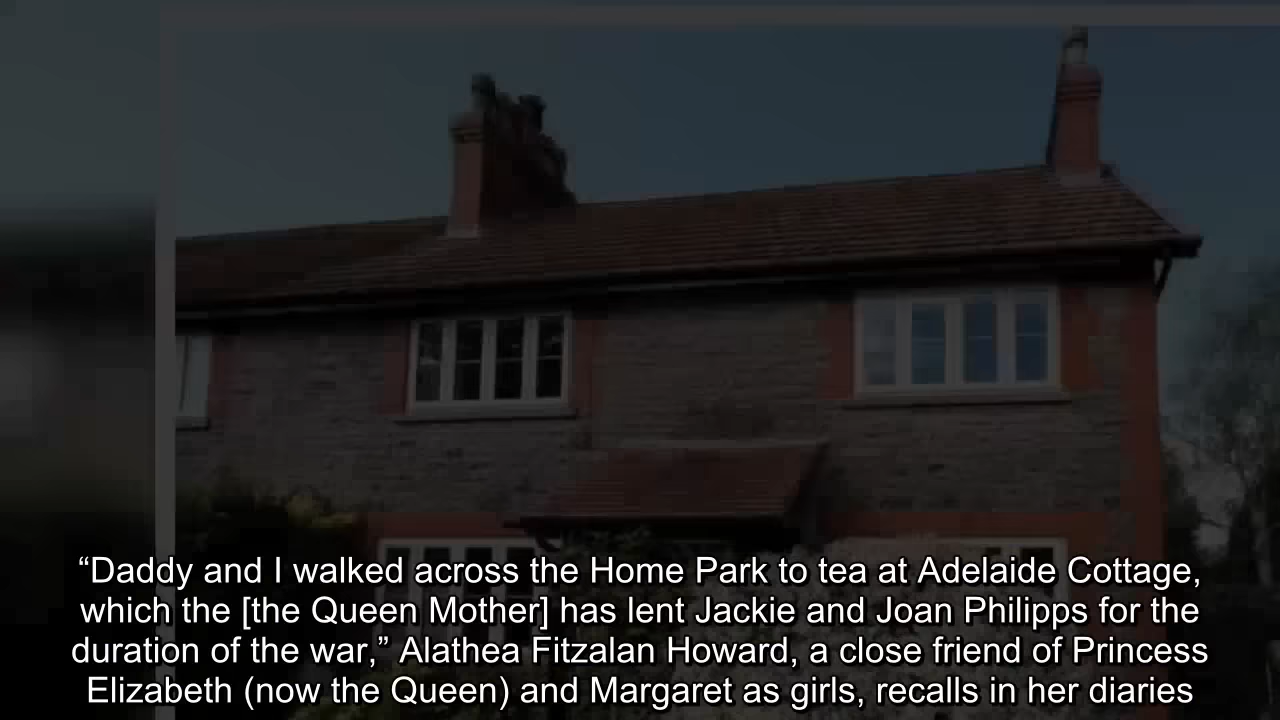 “Daddy and I walked across the Home Park to tea at Adelaide Cottage,
which the [the Queen Mother] has lent Jackie and Joan Philipps for the
duration of the war,” Alathea Fitzalan Howard, a close friend of Princess
Elizabeth (now the Queen) and Margaret as girls, recalls in her diaries